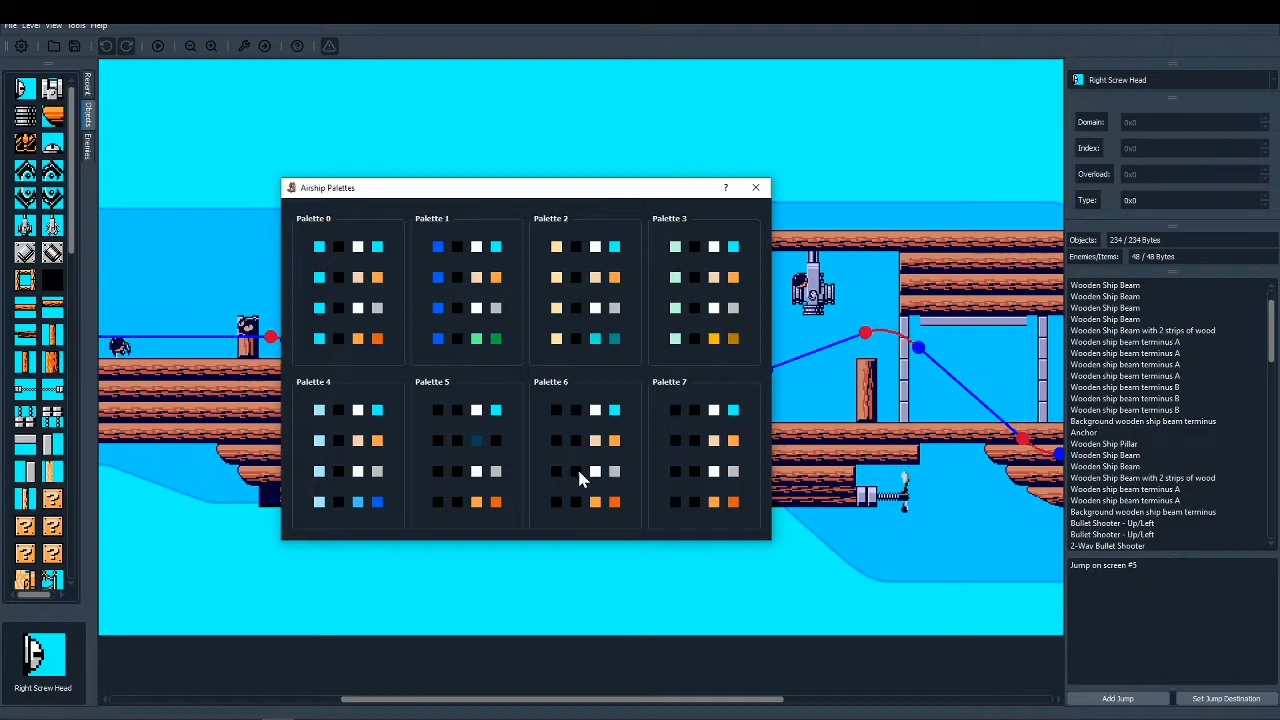 File Level View Tools Help
Recent
Objects
Enemies
Right Screw Head
Airship Palettes
?
Palette 0
Palette 1
Palette 2
Palette 3
Palette 4
Palette 5
Palette 6
Palette 7
Right Screw Head
Domain: 0x0
Index: 0x0
Overload: 0x0
Type: 0x0
Objects: 234 / 234 Bytes
Enemies/Items: 48 / 48 Bytes
Wooden Ship Beam
Wooden Ship Beam
Wooden Ship Beam
Wooden Ship Beam
Wooden Ship Beam with 2 strips of wood
Wooden ship beam terminus A
Wooden ship beam terminus A
Wooden ship beam terminus A
Wooden ship beam terminus A
Wooden ship beam terminus B
Wooden ship beam terminus B
Wooden ship beam terminus B
Background wooden ship beam terminus
Anchor
Wooden Ship Pillar
Wooden Ship Beam
Wooden Ship Beam
Wooden Ship Beam with 2 strips of wood
Wooden ship beam terminus A
Wooden ship beam terminus A
Background wooden ship beam terminus
Bullet Shooter - Up/Left
Bullet Shooter - Up/Left
2-Way Bullet Shooter
Jump on screen #5
Add Jump
Set Jump Destination